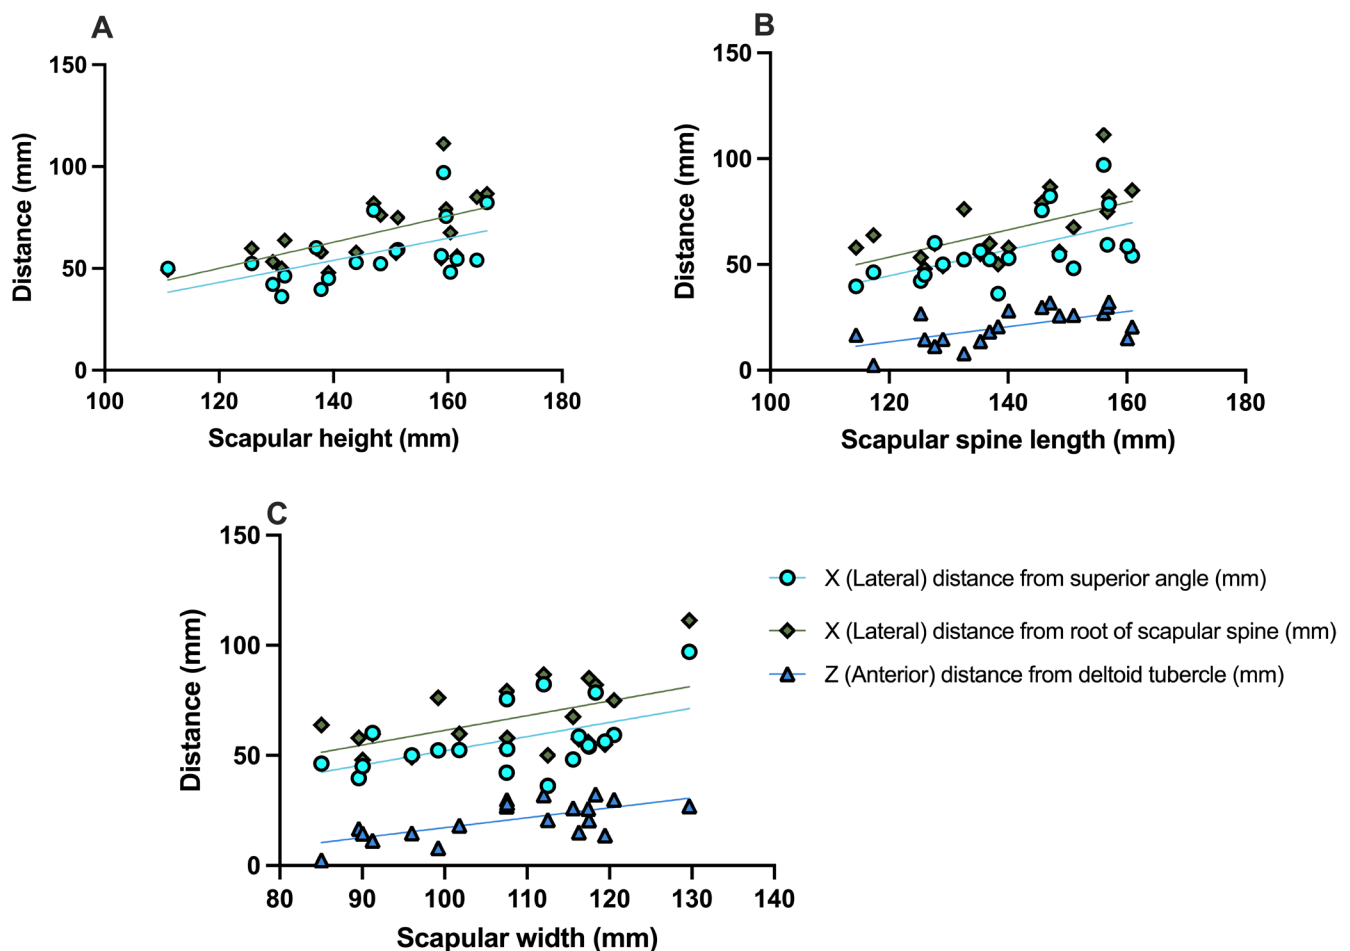 A
150
100
50
0
100 120 140 160 180
Distance (mm)
Scapular height (mm)
B
150
100
50
0
100 120 140 160 180
Distance (mm)
Scapular spine length (mm)
C
150
100
50
0
80 90 100 110 120 130 140
Distance (mm)
Scapular width (mm)
X (Lateral) distance from superior angle (mm)
X (Lateral) distance from root of scapular spine (mm)
Z (Anterior) distance from deltoid tubercle (mm)